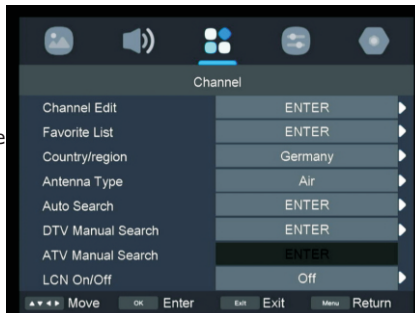 Channel
Channel Edit ENTER
e
Favorite List ENTER
Country/region Germany
Antenna Type Air
Auto Search ENTER
DTV Manual Search ENTER
ATV Manual Search ENTER
LCN On/Off Off
Move OK Enter Exit Exit Menu Return